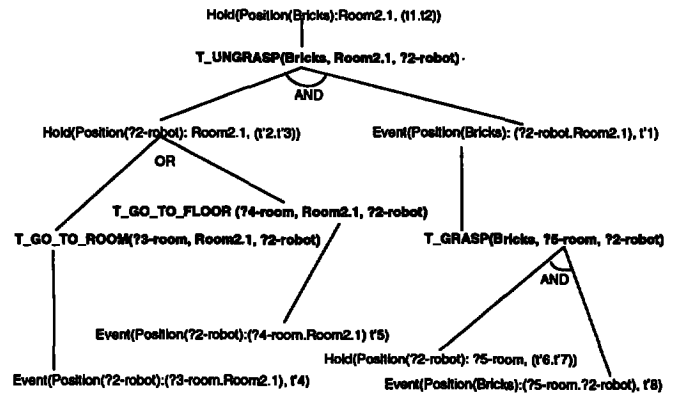 Hold(Position(Bricks):Room2.1, (t1.t2))
T_UNGRASP(Bricks, Room2.1, ?2-robot)
AND
Hold(Position(?2-robot): Room2.1, (t'2.t'3))
Event(Position(Bricks): (?2-robot.Room2.1), t'1)
OR
T_GO_TO_FLOOR (?4-room, Room2.1, ?2-robot)
T_GO_TO_ROOM(?3-room, Room2.1, ?2-robot)
T_GRASP(Bricks, ?5-room, ?2-robot)
AND
Event(Position(?2-robot):(?4-room.Room2.1) t'5)
Hold(Position(?2-robot): ?5-room, (t'6.t'7))
Event(Position(?2-robot):(?3-room.Room2.1), t'4)
Event(Position(Bricks):(?5-room.?2-robot), t'8)